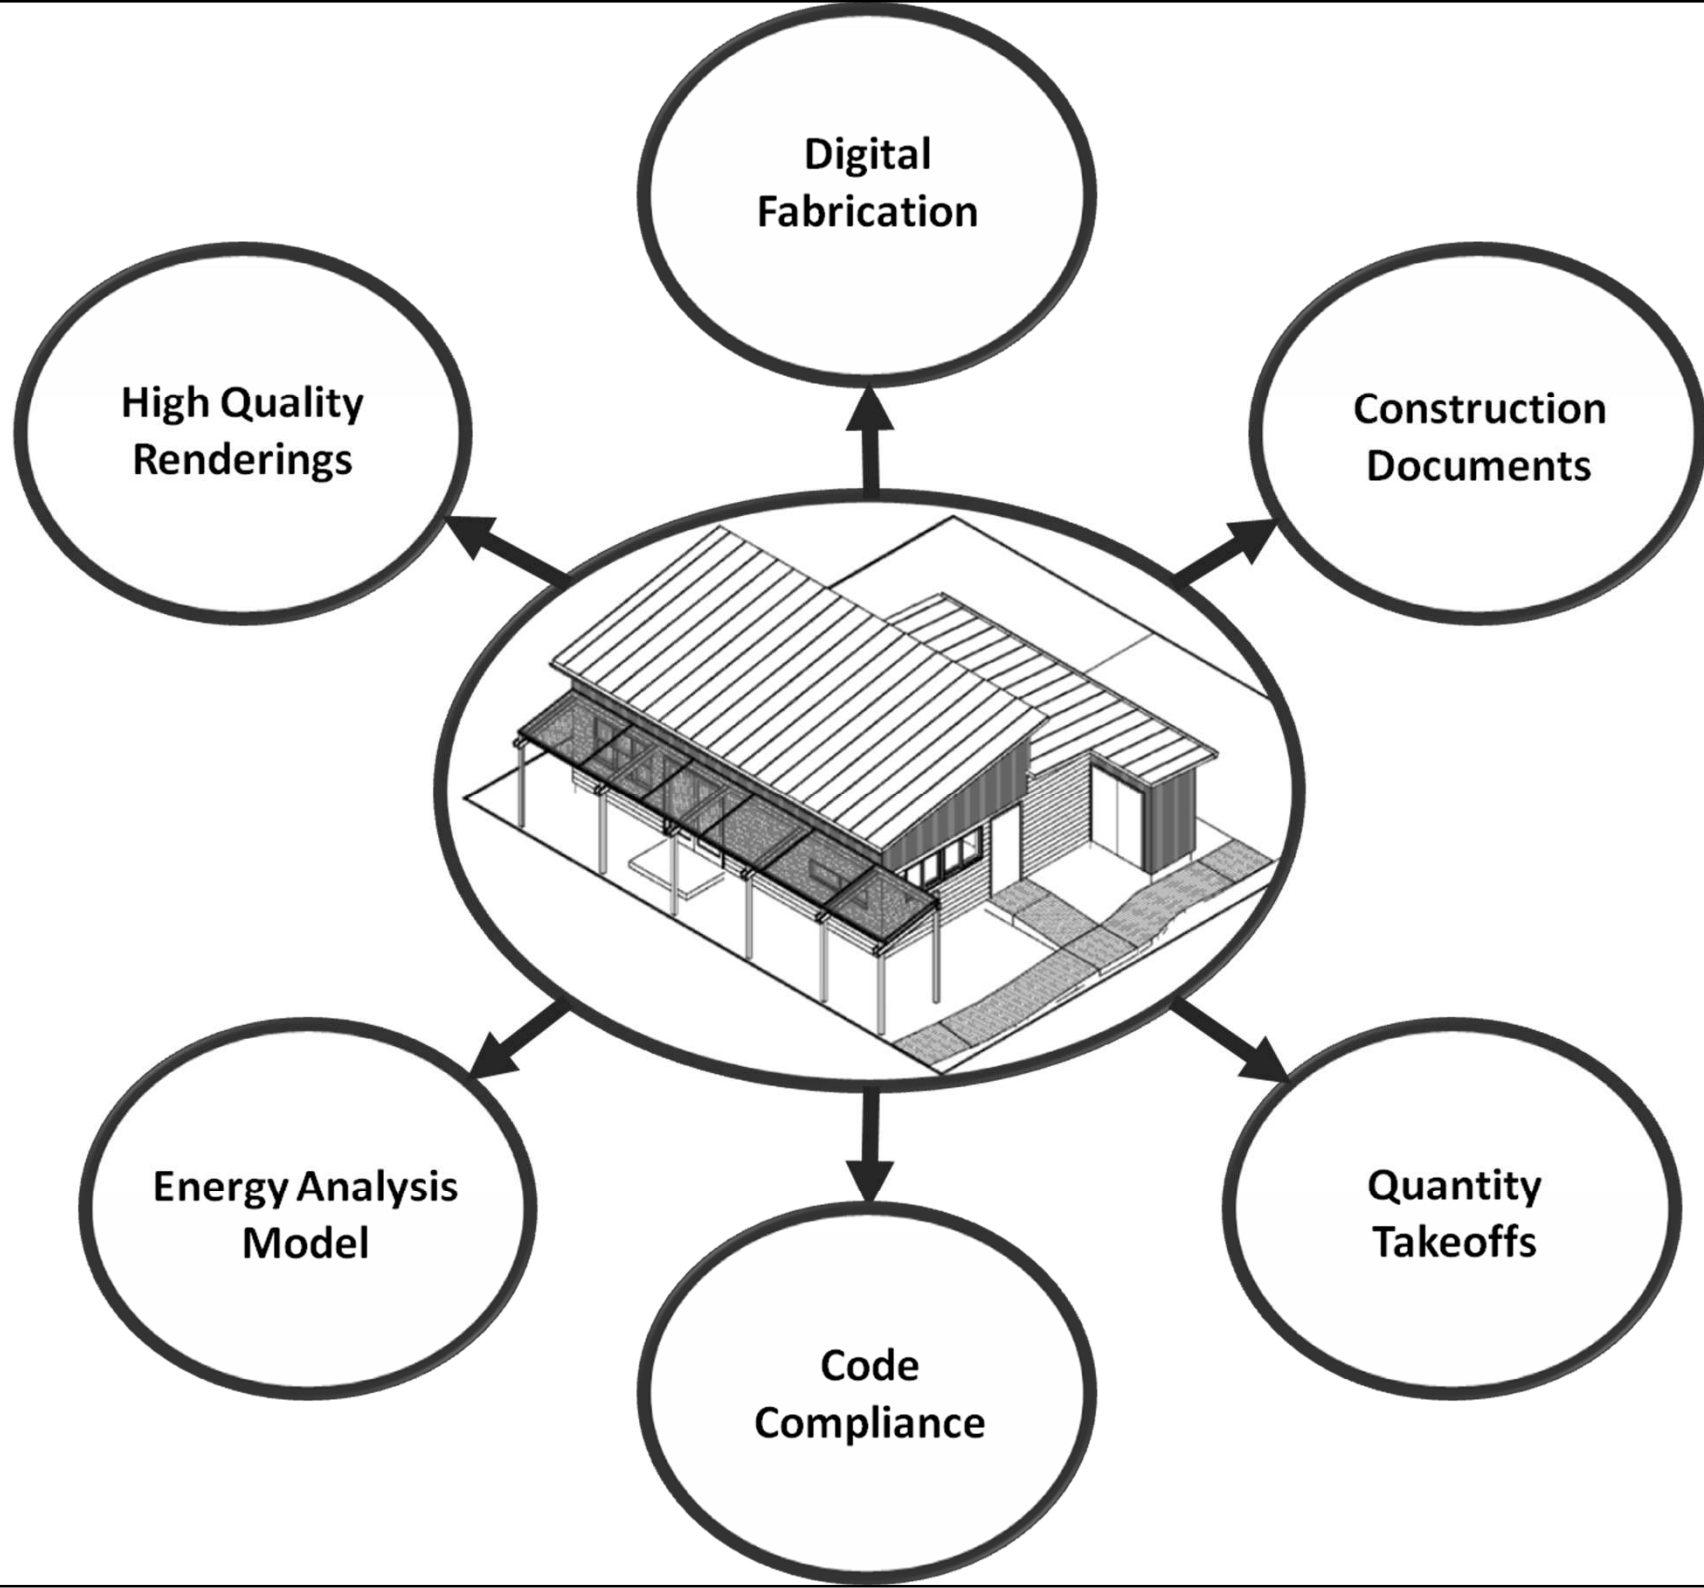 Digital
Fabrication
High Quality
Renderings
Construction
Documents
Energy Analysis
Model
Quantity
Takeoffs
Code
Compliance